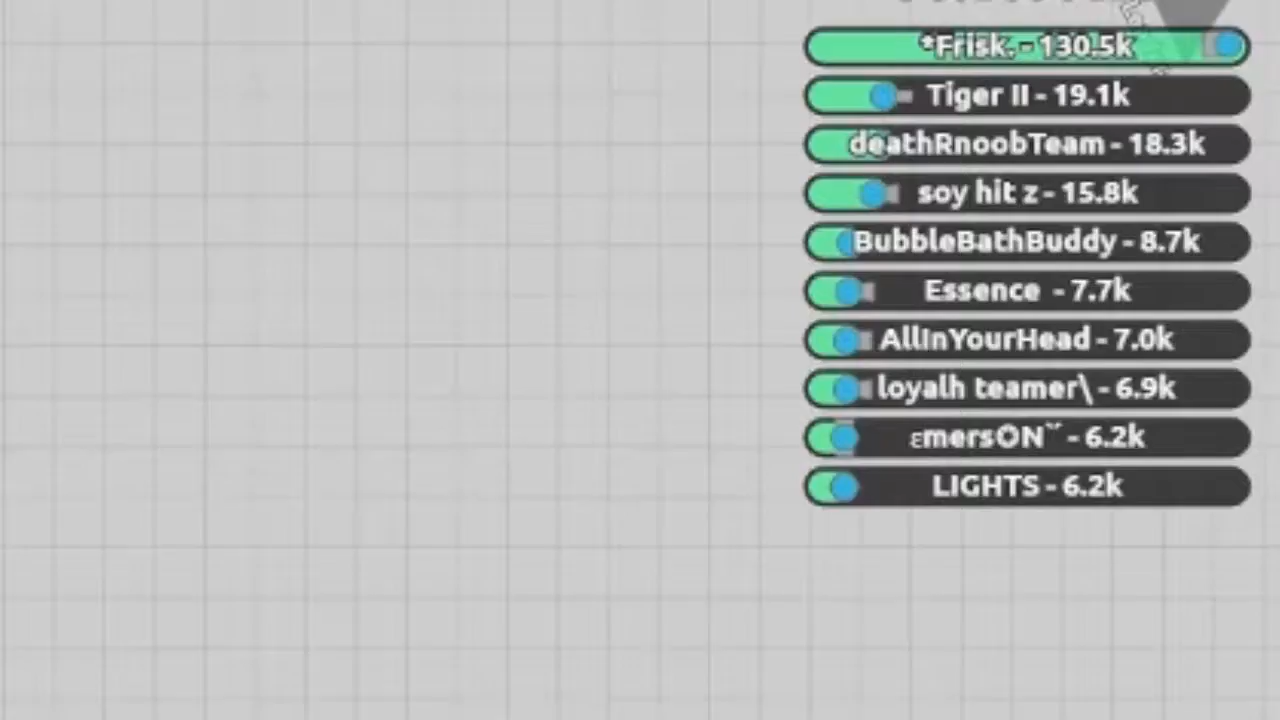 *Frisk. - 130.5k
Tiger II - 19.1k
deathRnoobTeam - 18.3k
soy hit z - 15.8k
BubbleBathBuddy - 8.7k
Essence - 7.7k
AllInYourHead - 7.0k
loyalh teamer\ - 6.9k
εmersON˘ - 6.2k
LIGHTS - 6.2k